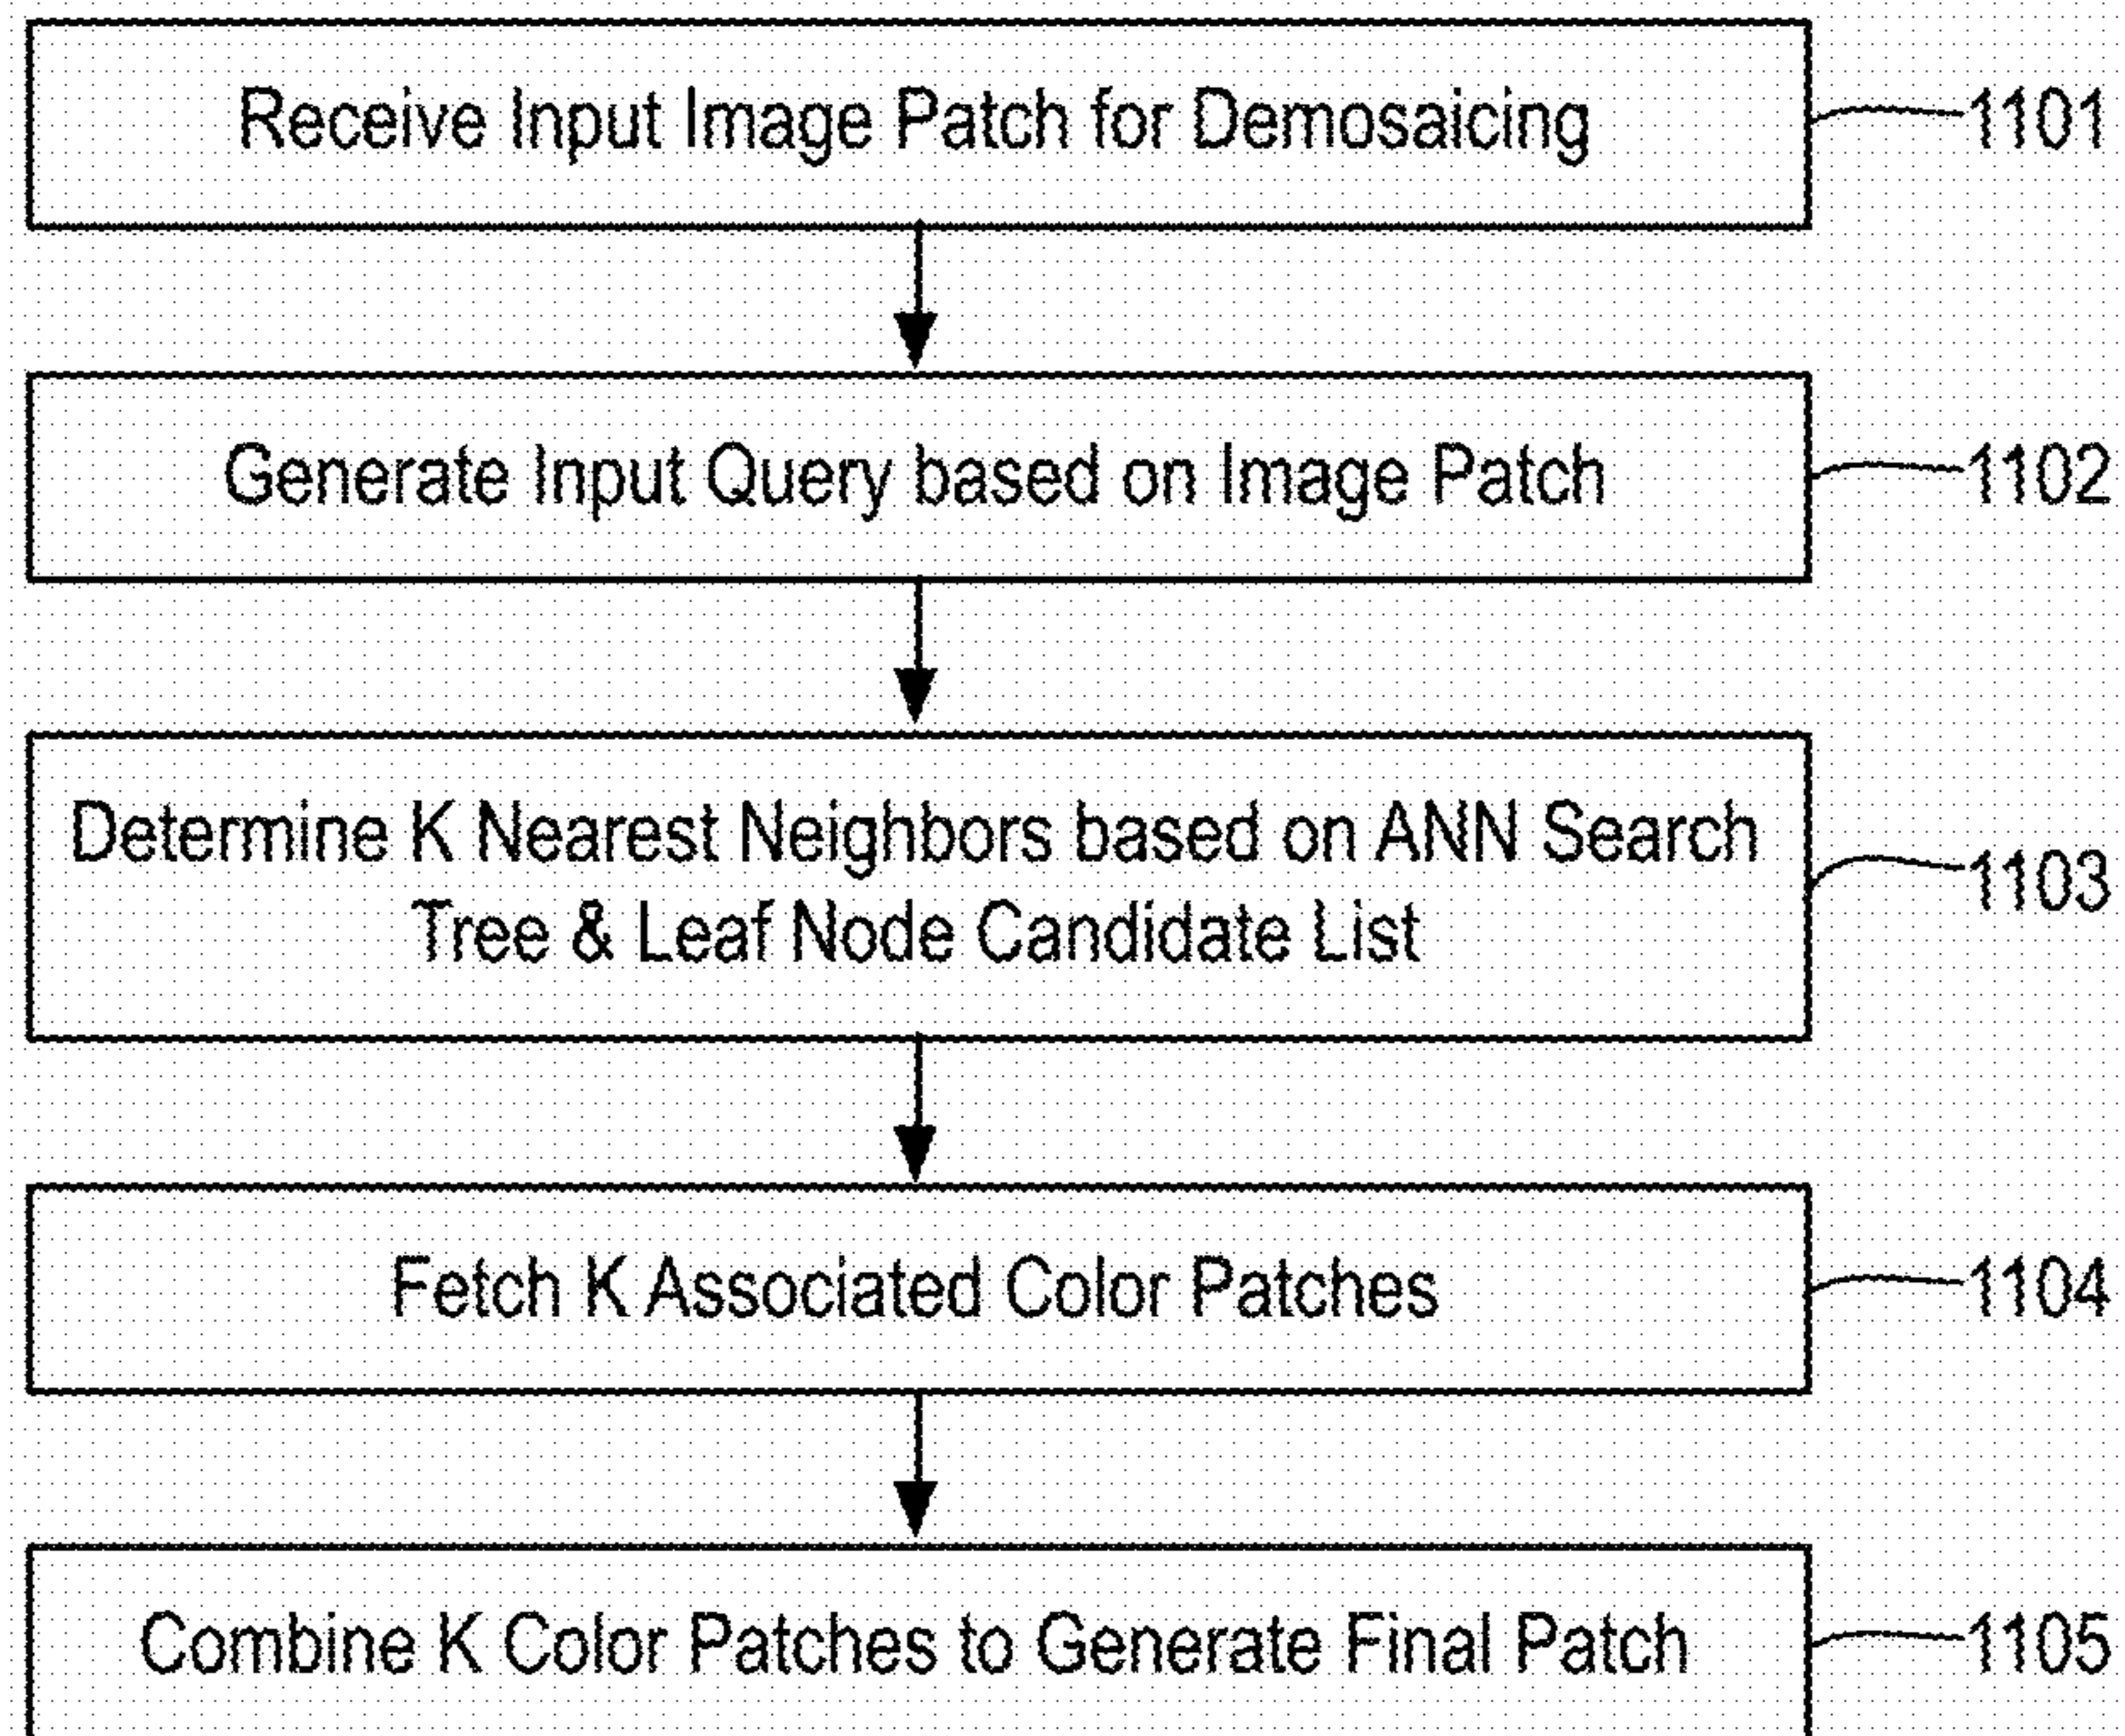 Receive Input Image Patch for Demosaicing
1101
Generate Input Query based on Image Patch
1102
Determine K Nearest Neighbors based on ANN Search
Tree & Leaf Node Candidate List
1103
Fetch K Associated Color Patches
1104
Combine K Color Patches to Generate Final Patch
1105